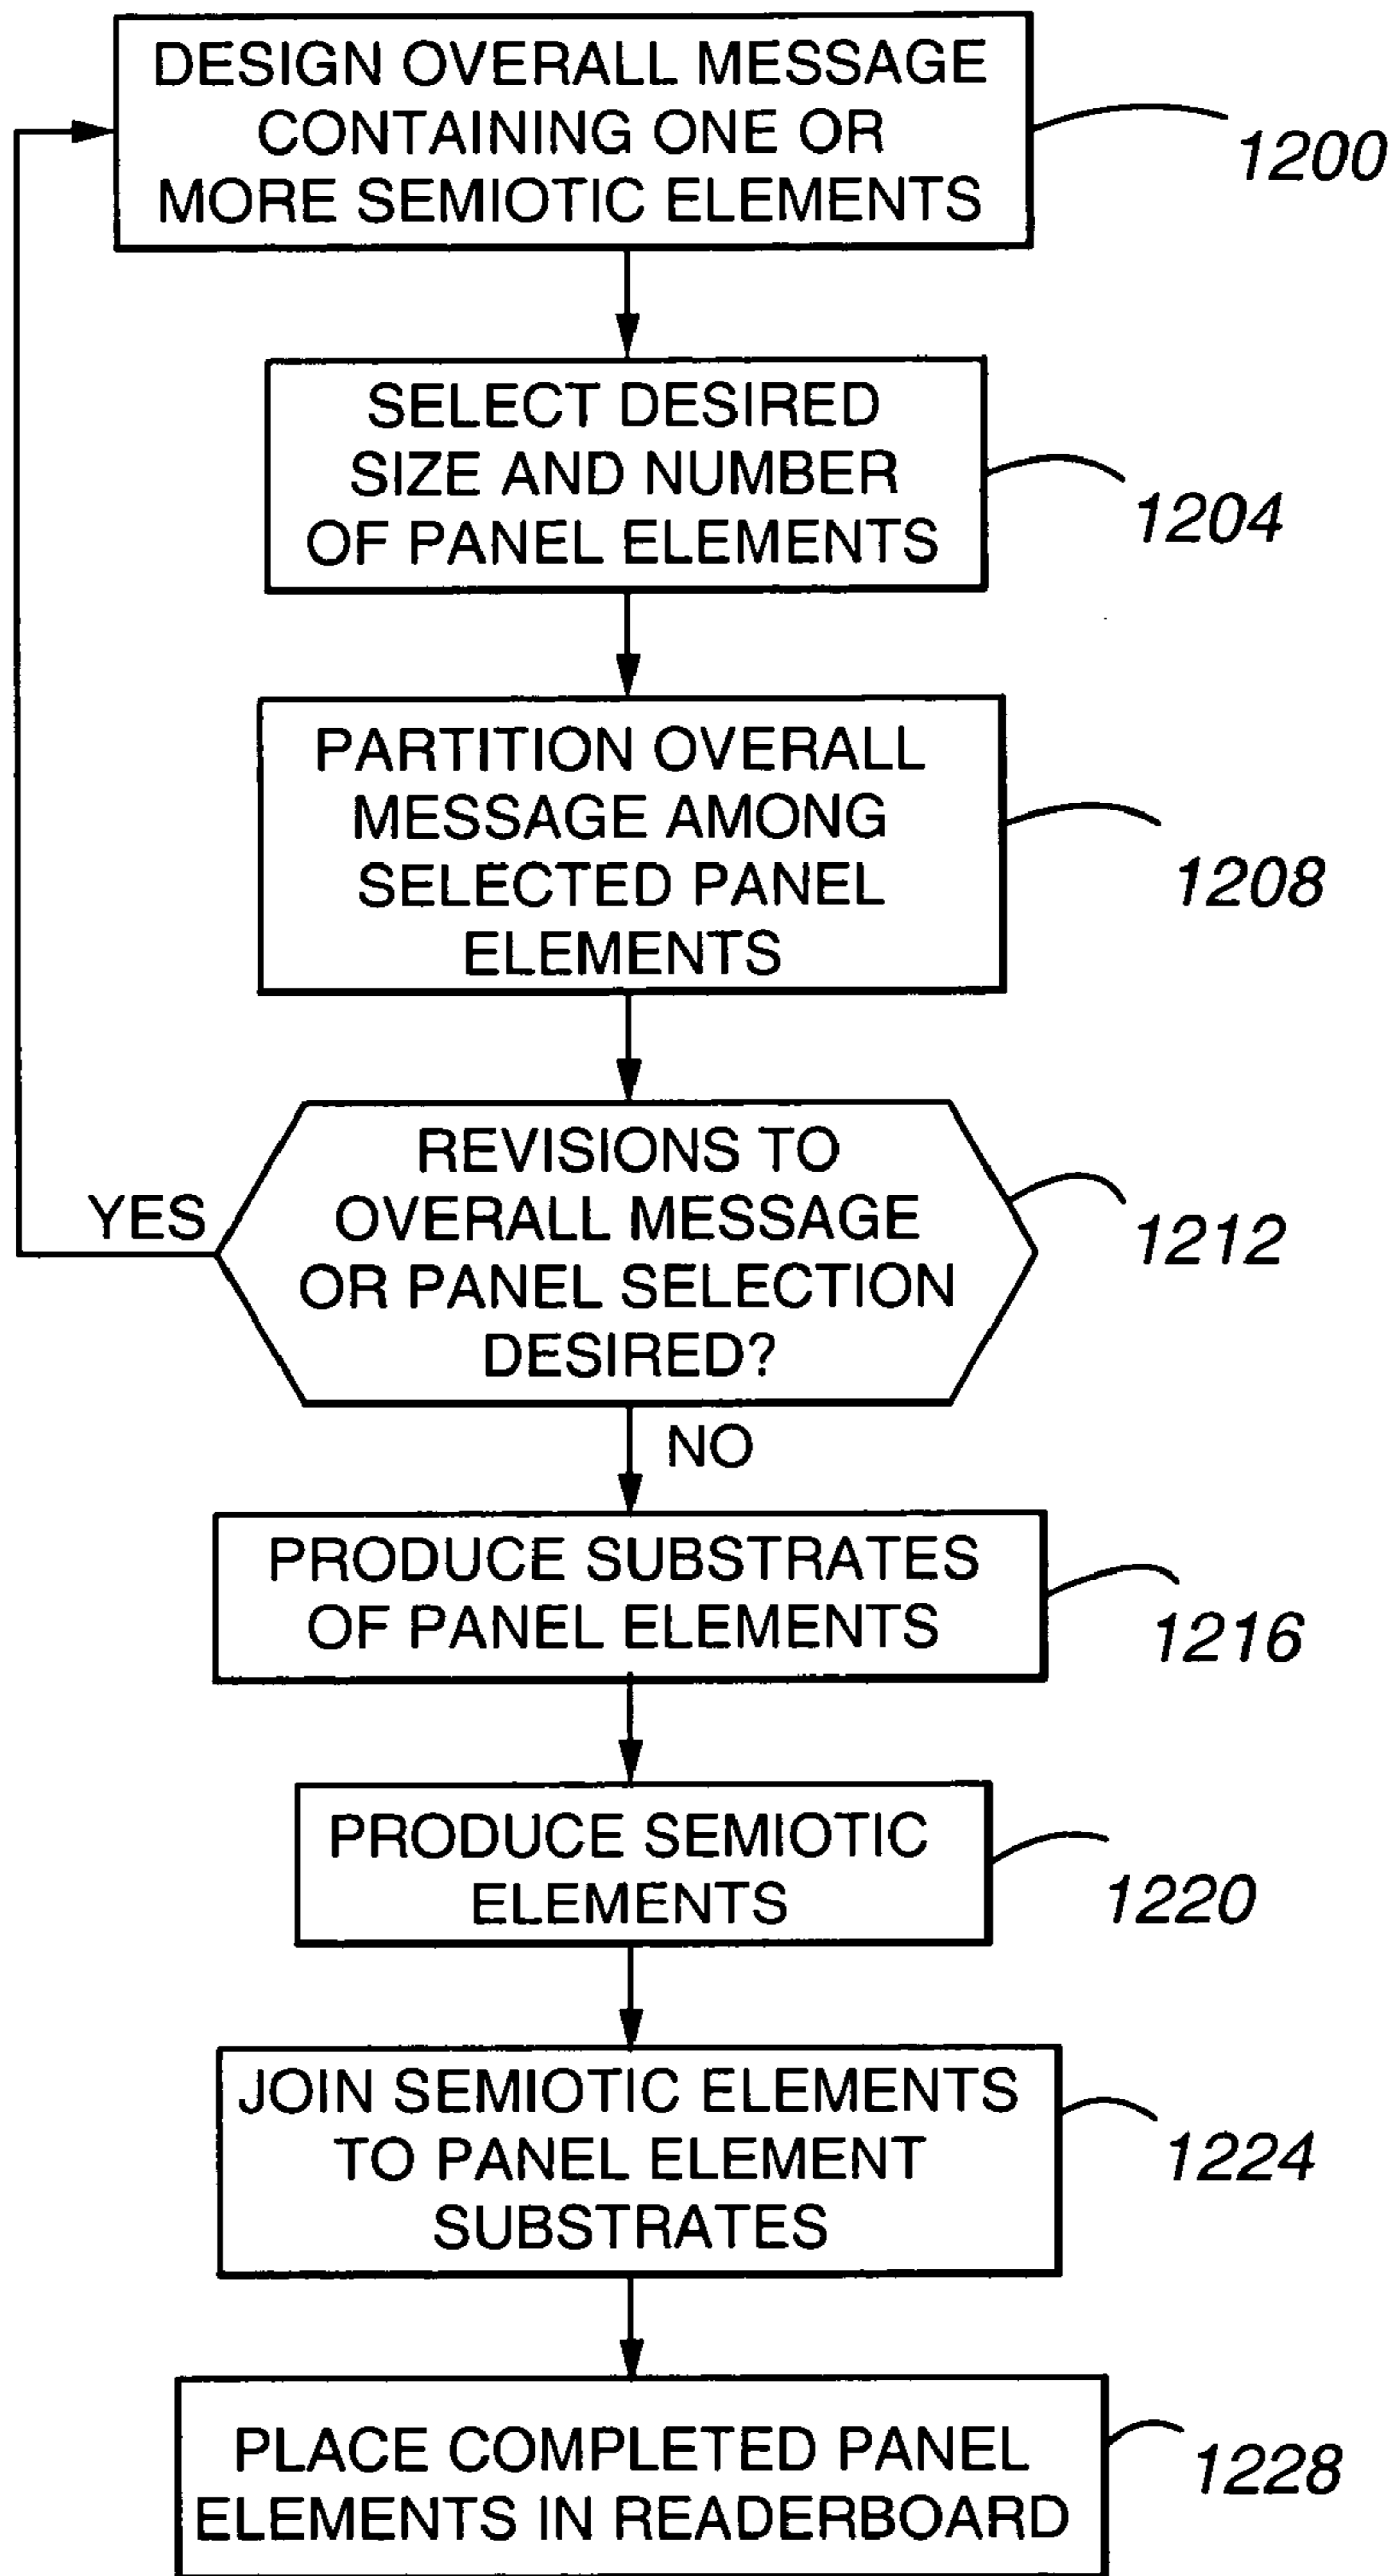 DESIGN OVERALL MESSAGE
CONTAINING ONE OR
MORE SEMIOTIC ELEMENTS
1200
SELECT DESIRED
SIZE AND NUMBER
OF PANEL ELEMENTS
1204
PARTITION OVERALL
MESSAGE AMONG
SELECTED PANEL
ELEMENTS
1208
REVISIONS TO
OVERALL MESSAGE
OR PANEL SELECTION
DESIRED?
1212
YES
NO
PRODUCE SUBSTRATES
OF PANEL ELEMENTS
1216
PRODUCE SEMIOTIC
ELEMENTS
1220
JOIN SEMIOTIC ELEMENTS
TO PANEL ELEMENT
SUBSTRATES
1224
PLACE COMPLETED PANEL
ELEMENTS IN READERBOARD
1228